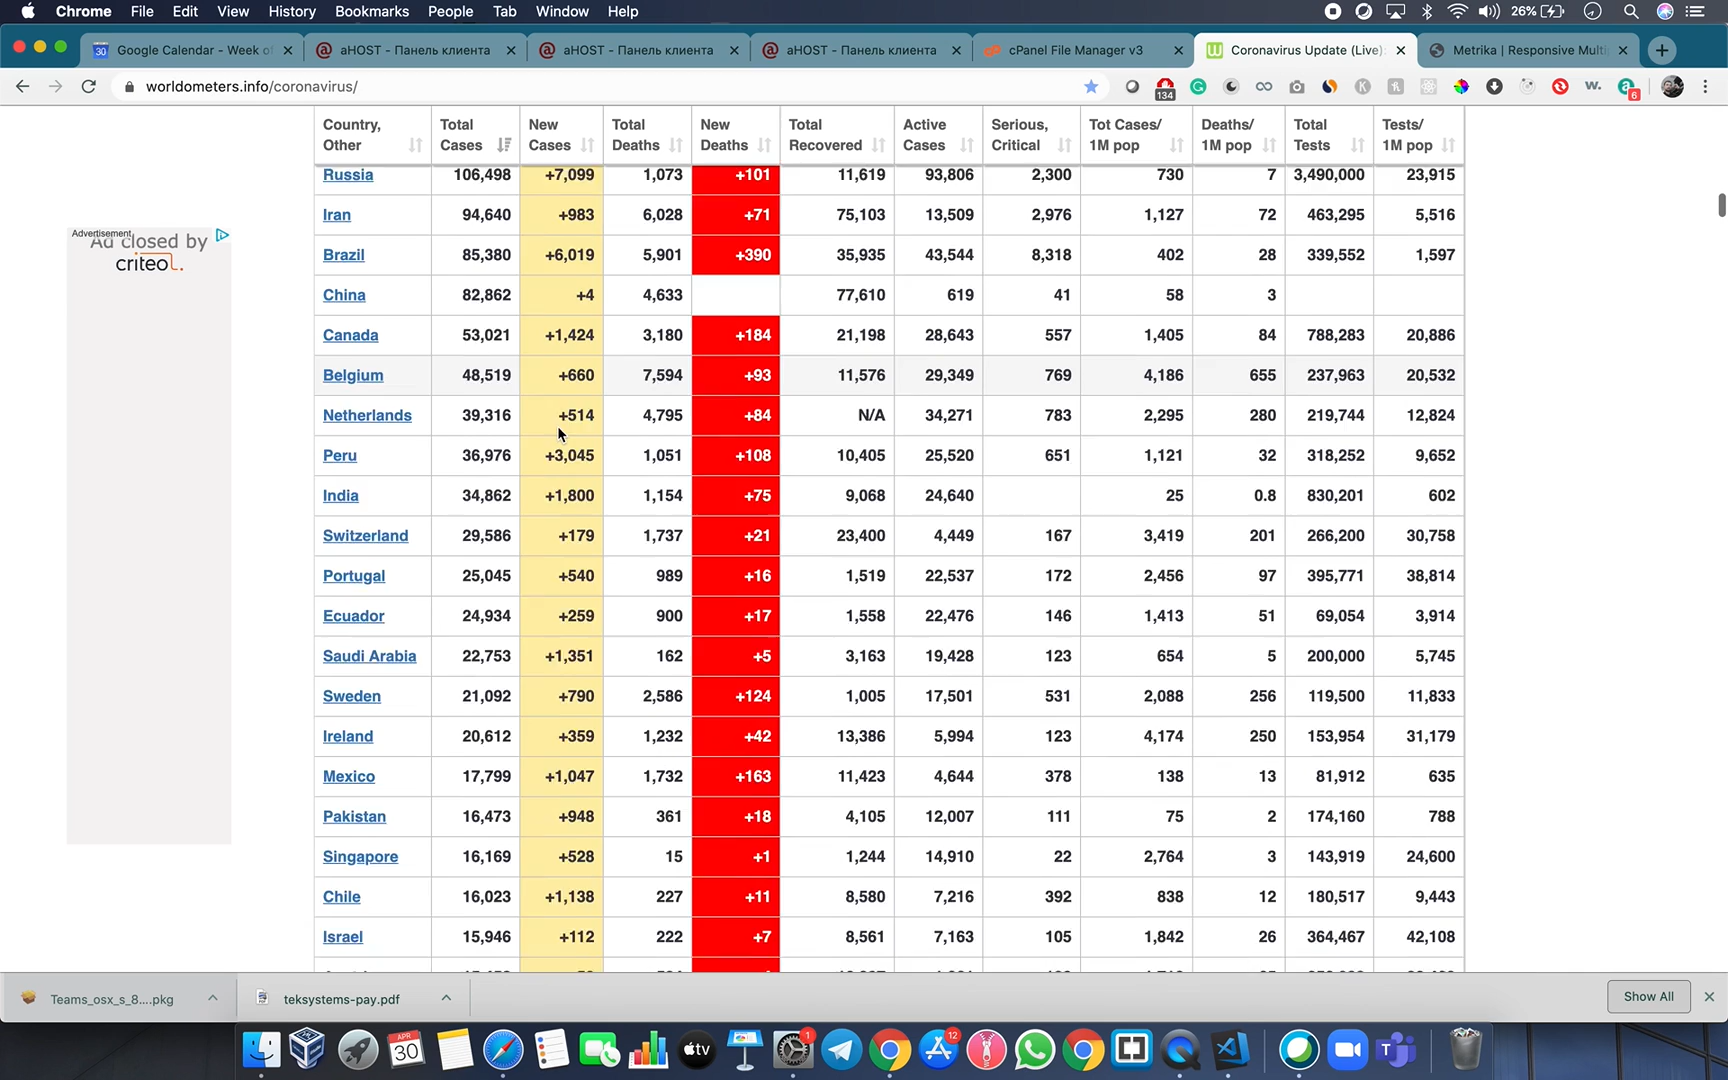 Chrome File Edit View History Bookmarks People Tab Window Help 26%
Google Calendar - Week of aHOST - Панель клиента aHOST - Панель клиента aHOST - Панель клиента cPanel File Manager v3 Coronavirus Update (Live): Metrika | Responsive Multi
worldometers.info/coronavirus/ 134 6
Country, Other Total Cases New Cases Total Deaths New Deaths Total Recovered Active Cases Serious, Critical Tot Cases/ 1M pop Deaths/ 1M pop Total Tests Tests/ 1M pop
Russia 106,498 +7,099 1,073 +101 11,619 93,806 2,300 730 7 3,490,000 23,915
Iran 94,640 +983 6,028 +71 75,103 13,509 2,976 1,127 72 463,295 5,516
Brazil 85,380 +6,019 5,901 +390 35,935 43,544 8,318 402 28 339,552 1,597
China 82,862 +4 4,633 77,610 619 41 58 3
Canada 53,021 +1,424 3,180 +184 21,198 28,643 557 1,405 84 788,283 20,886
Belgium 48,519 +660 7,594 +93 11,576 29,349 769 4,186 655 237,963 20,532
Netherlands 39,316 +514 4,795 +84 N/A 34,271 783 2,295 280 219,744 12,824
Peru 36,976 +3,045 1,051 +108 10,405 25,520 651 1,121 32 318,252 9,652
India 34,862 +1,800 1,154 +75 9,068 24,640 25 0.8 830,201 602
Switzerland 29,586 +179 1,737 +21 23,400 4,449 167 3,419 201 266,200 30,758
Portugal 25,045 +540 989 +16 1,519 22,537 172 2,456 97 395,771 38,814
Ecuador 24,934 +259 900 +17 1,558 22,476 146 1,413 51 69,054 3,914
Saudi Arabia 22,753 +1,351 162 +5 3,163 19,428 123 654 5 200,000 5,745
Sweden 21,092 +790 2,586 +124 1,005 17,501 531 2,088 256 119,500 11,833
Ireland 20,612 +359 1,232 +42 13,386 5,994 123 4,174 250 153,954 31,179
Mexico 17,799 +1,047 1,732 +163 11,423 4,644 378 138 13 81,912 635
Pakistan 16,473 +948 361 +18 4,105 12,007 111 75 2 174,160 788
Singapore 16,169 +528 15 +1 1,244 14,910 22 2,764 3 143,919 24,600
Chile 16,023 +1,138 227 +11 8,580 7,216 392 838 12 180,517 9,443
Israel 15,946 +112 222 +7 8,561 7,163 105 1,842 26 364,467 42,108
Advertisement
Ad closed by
criteo
Teams_osx_s_8....pkg teksystems-pay.pdf Show All
APR 30 tv 1 12